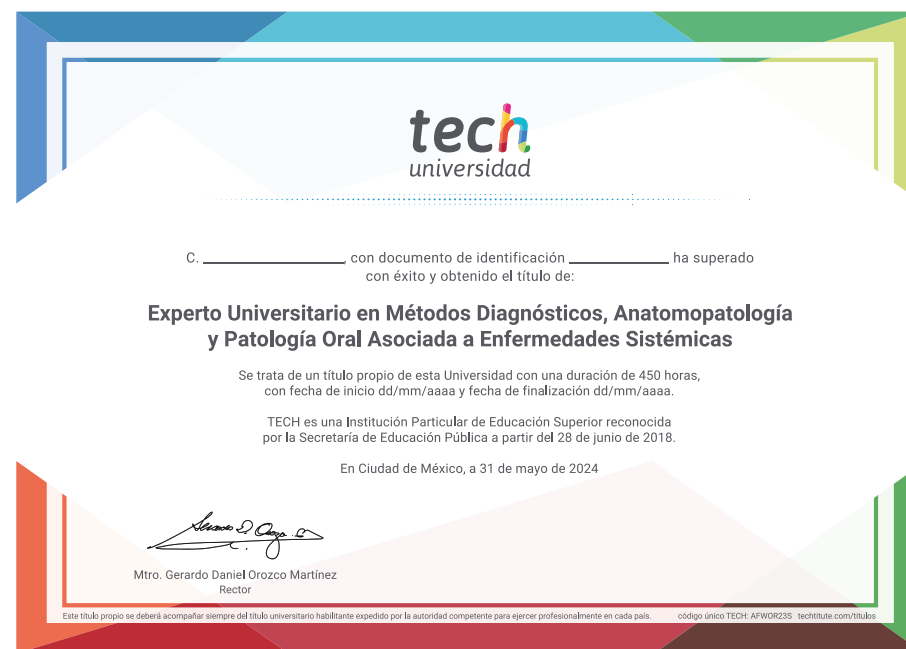 tech
universidad
C. ________________, con documento de identificación ___________ ha superado
con éxito y obtenido el título de:
Experto Universitario en Métodos Diagnósticos, Anatomopatología
y Patología Oral Asociada a Enfermedades Sistémicas
Se trata de un título propio de esta Universidad con una duración de 450 horas,
con fecha de inicio dd/mm/aaaa y fecha de finalización dd/mm/aaaa.
TECH es una Institución Particular de Educación Superior reconocida
por la Secretaría de Educación Pública a partir del 28 de junio de 2018.
En Ciudad de México, a 31 de mayo de 2024
Mtro. Gerardo Daniel Orozco Martínez
Rector
Este título propio se deberá acompañar siempre del título universitario habilitante expedido por la autoridad competente para ejercer profesionalmente en cada país. código único TECH: AFWOR23S techtitute.com/titulos